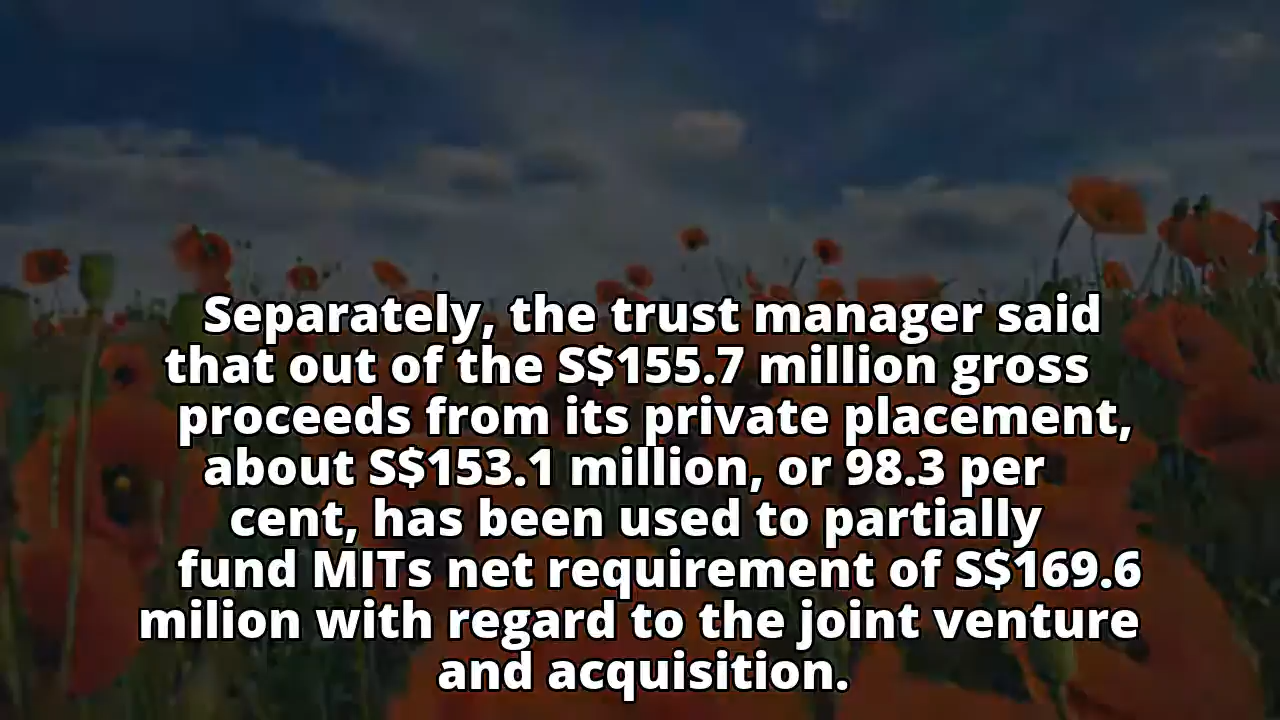 Separately, the trust manager said
that out of the S$155.7 million gross
proceeds from its private placement,
about S$153.1 million, or 98.3 per
cent, has been used to partially
fund MITs net requirement of S$169.6
milion with regard to the joint venture
and acquisition.